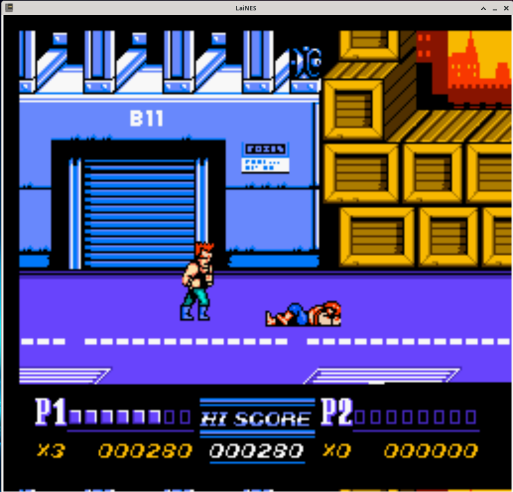 LaiNES
B11
P1 HI SCORE P2
×3 000280 000280 ×0 000000